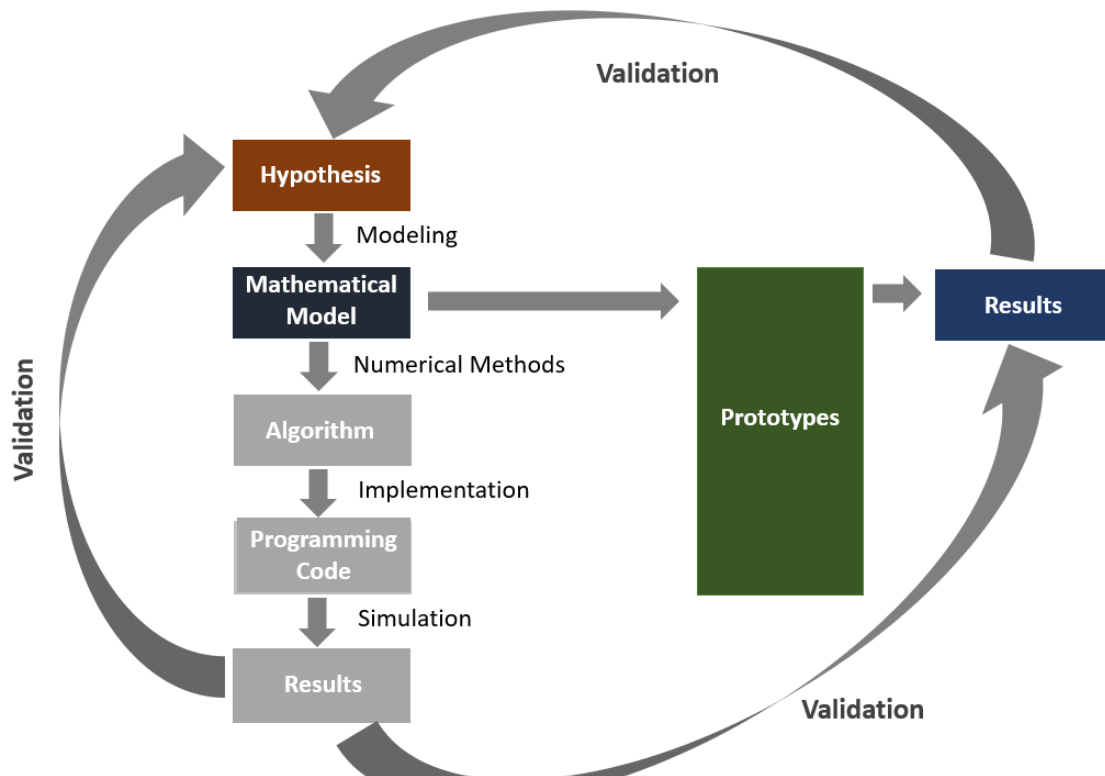 Validation
Hypothesis
Modeling
Mathematical
Model
Results
Numerical Methods
Validation
Algorithm
Prototypes
Implementation
Programming
Code
Simulation
Results
Validation